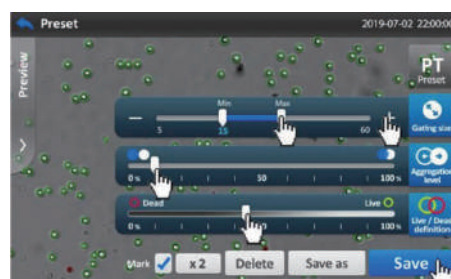 Preset 2019-07-02 22:00:00
Preview
PT
Preset
Min Max
5 15 60
Gating size
0% 50 100%
Aggregation
level
Dead Live
0% 100%
Live / Dead
definition
Mark x 2 Delete Save as Save